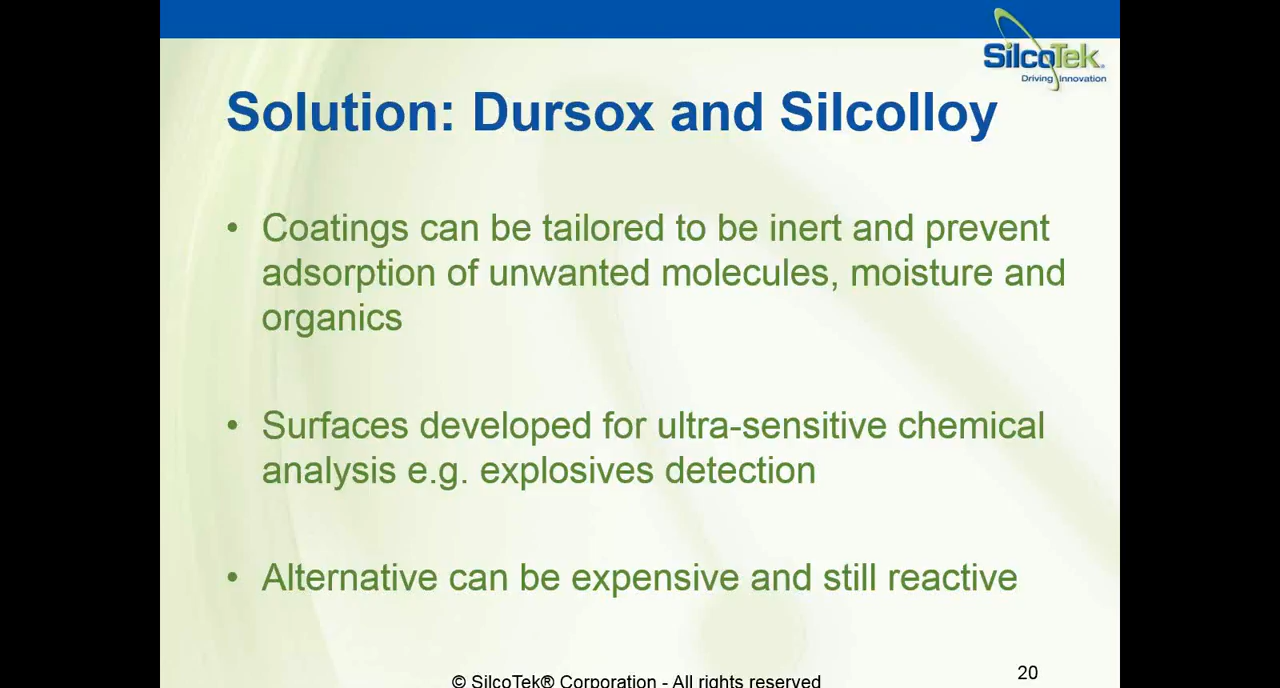 SilcoTek®
Driving Innovation
Solution: Dursox and Silcolloy
• Coatings can be tailored to be inert and prevent
adsorption of unwanted molecules, moisture and
organics
• Surfaces developed for ultra-sensitive chemical
analysis e.g. explosives detection
• Alternative can be expensive and still reactive
© SilcoTek® Corporation - All rights reserved
20